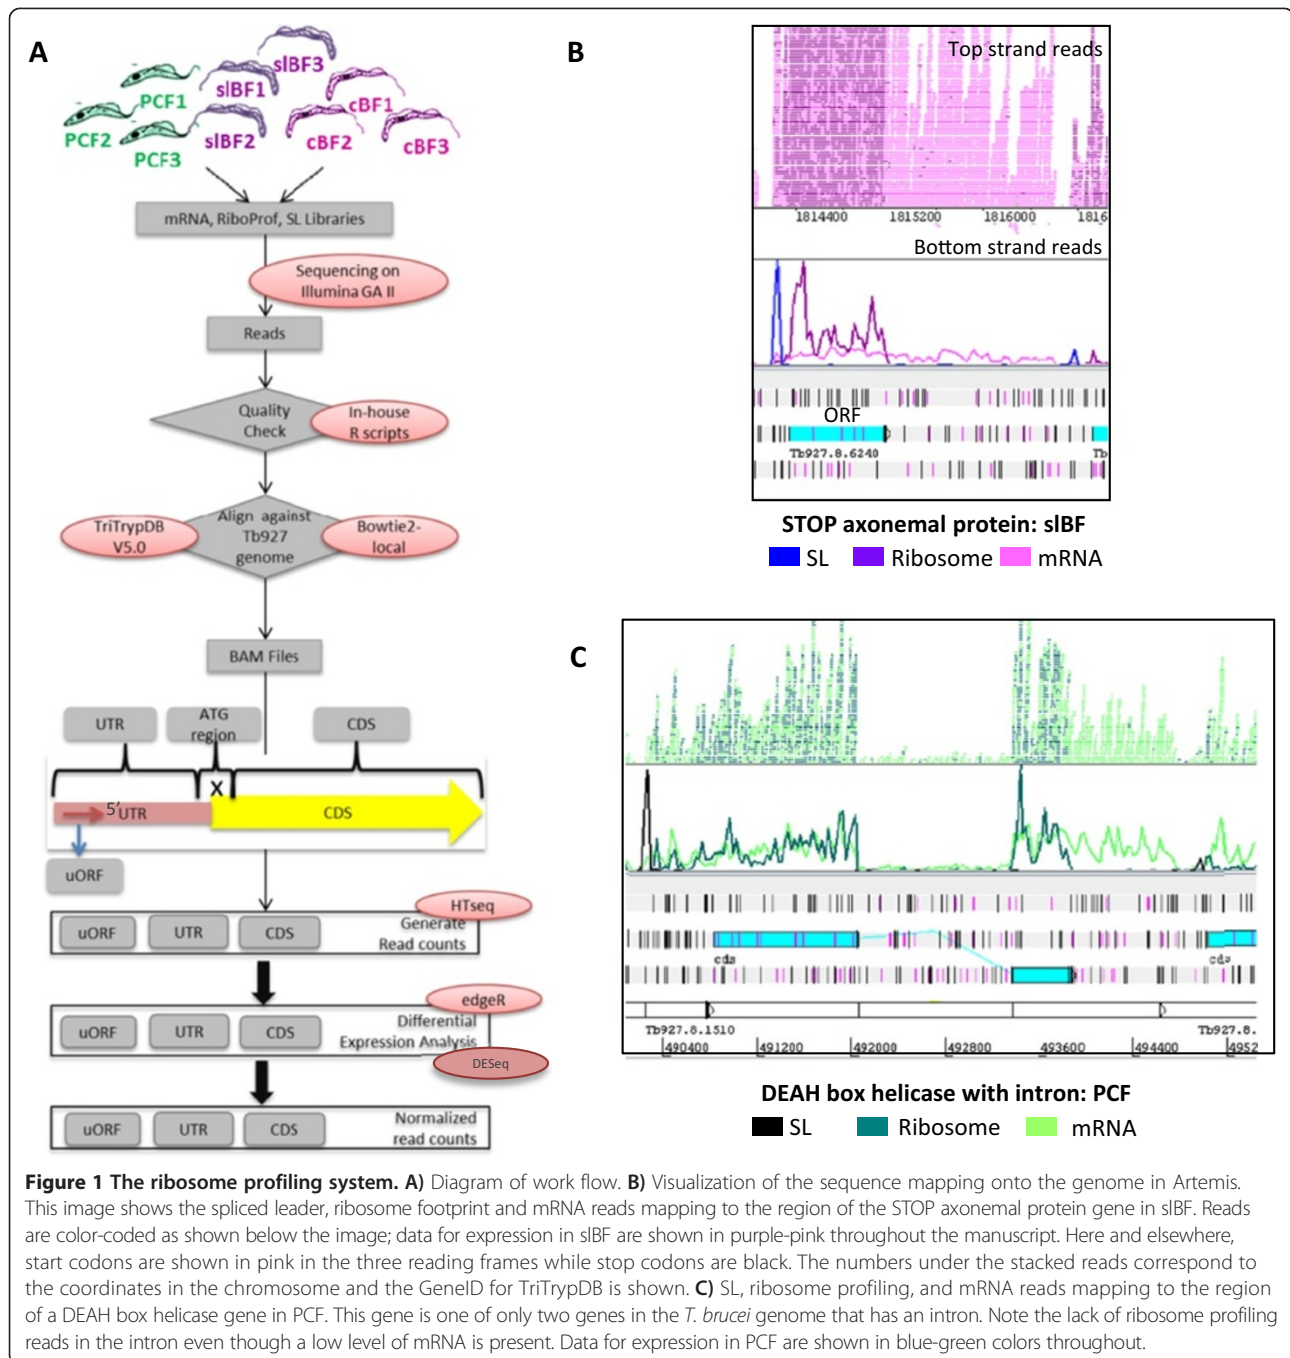 A
slBF3
PCF1
slBF1
cBF1
PCF2
PCF3
slBF2
cBF2
cBF3
mRNA, RiboProf, SL Libraries
Sequencing on
Illumina GA II
Reads
Quality
Check
In-house
R scripts
TriTrypDB
V5.0
Align against
Tb927
genome
Bowtie2-
local
BAM Files
UTR
ATG
region
CDS
X
5'
UTR
CDS
uORF
HTseq
Generate
Read counts
uORF
UTR
CDS
edgeR
Differential
Expression Analysis
uORF
UTR
CDS
DESeq
Normalized
read counts
uORF
UTR
CDS
B
Top strand reads
1814400
1815200
1816000
1816
Bottom strand reads
ORF
Tb927.8.6240
Tb
STOP axonemal protein: slBF
SL
Ribosome
mRNA
C
cds
cds
Tb927.8.1510
Tb927.8.
490400
491200
492000
492800
493600
494400
4952
DEAH box helicase with intron: PCF
SL
Ribosome
mRNA
Figure 1 The ribosome profiling system. A) Diagram of work flow. B) Visualization of the sequence mapping onto the genome in Artemis.
This image shows the spliced leader, ribosome footprint and mRNA reads mapping to the region of the STOP axonemal protein gene in slBF. Reads
are color-coded as shown below the image; data for expression in slBF are shown in purple-pink throughout the manuscript. Here and elsewhere,
start codons are shown in pink in the three reading frames while stop codons are black. The numbers under the stacked reads correspond to
the coordinates in the chromosome and the GeneID for TriTrypDB is shown. C) SL, ribosome profiling, and mRNA reads mapping to the region
of a DEAH box helicase gene in PCF. This gene is one of only two genes in the T. brucei genome that has an intron. Note the lack of ribosome profiling
reads in the intron even though a low level of mRNA is present. Data for expression in PCF are shown in blue-green colors throughout.